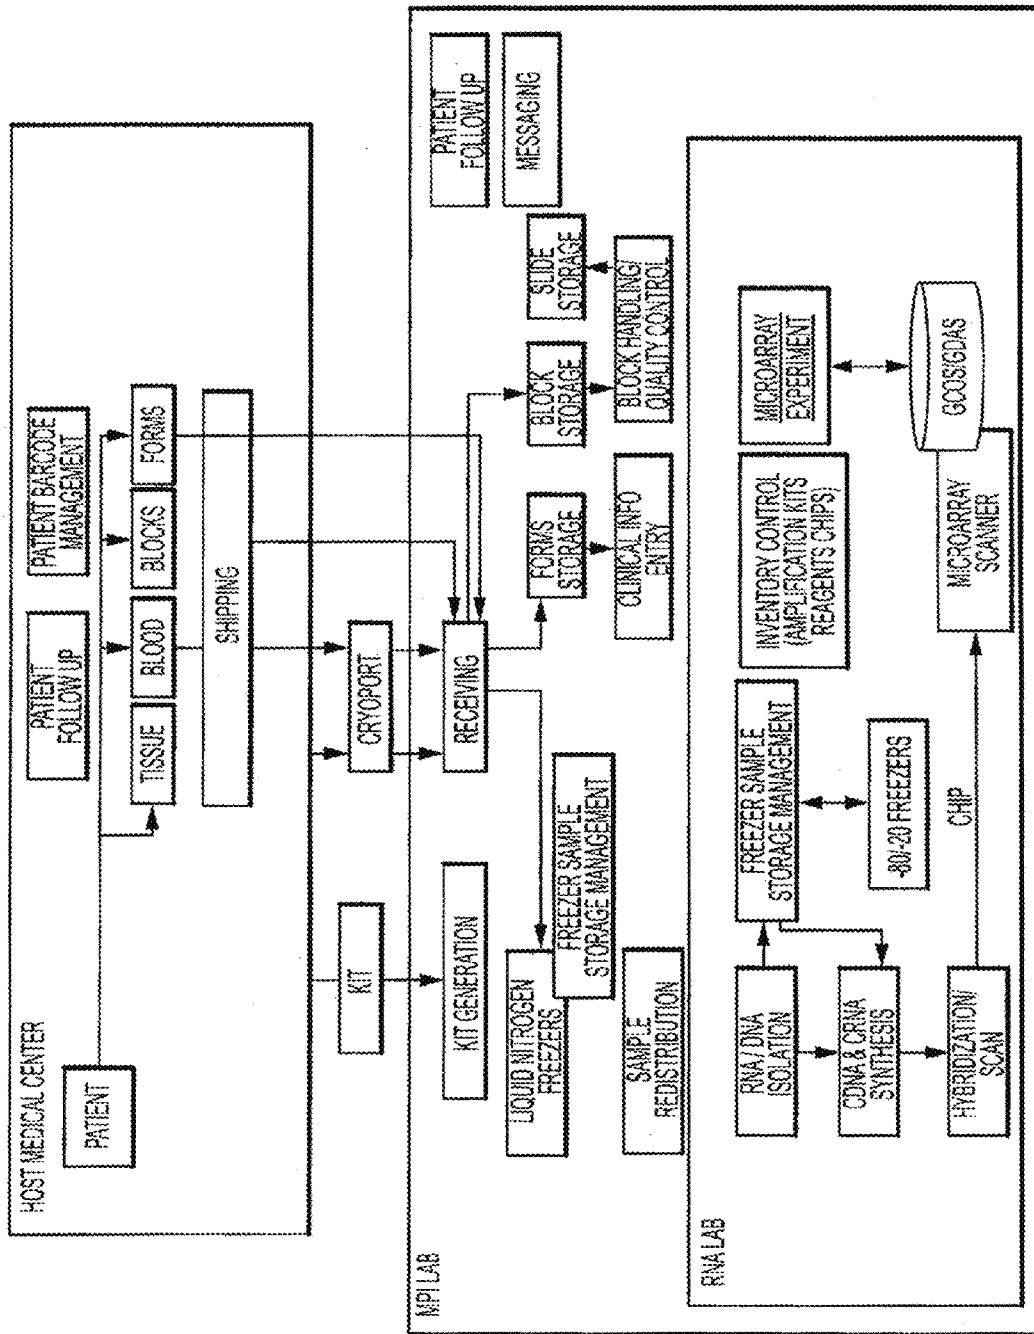 HOST MEDICAL CENTER
PATIENT
PATIENT
FOLLOW UP
PATIENT BARCODE
MANAGEMENT
TISSUE
BLOOD
BLOCKS
FORMS
SHIPPING
KIT
CRYOPORT
MPI LAB
KIT GENERATION
RECEIVING
PATIENT
FOLLOW UP
MESSAGING
LIQUID NITROGEN
FREEZERS
FREEZER SAMPLE
STORAGE MANAGEMENT
FORMS
STORAGE
BLOCK
STORAGE
SLIDE
STORAGE
SAMPLE
REDISTRIBUTION
CLINICAL INFO
ENTRY
BLOCK HANDLING/
QUALITY CONTROL
RNA LAB
RNA / DNA
ISOLATION
FREEZER SAMPLE
STORAGE MANAGEMENT
INVENTORY CONTROL
(AMPLIFICATION KITS
REAGENTS CHIPS)
MICROARRAY
EXPERIMENT
CDNA & CRNA
SYNTHESIS
-80/-20 FREEZERS
HYBRIDIZATION/
SCAN
CHIP
MICROARRAY
SCANNER
GCOS/GDAS